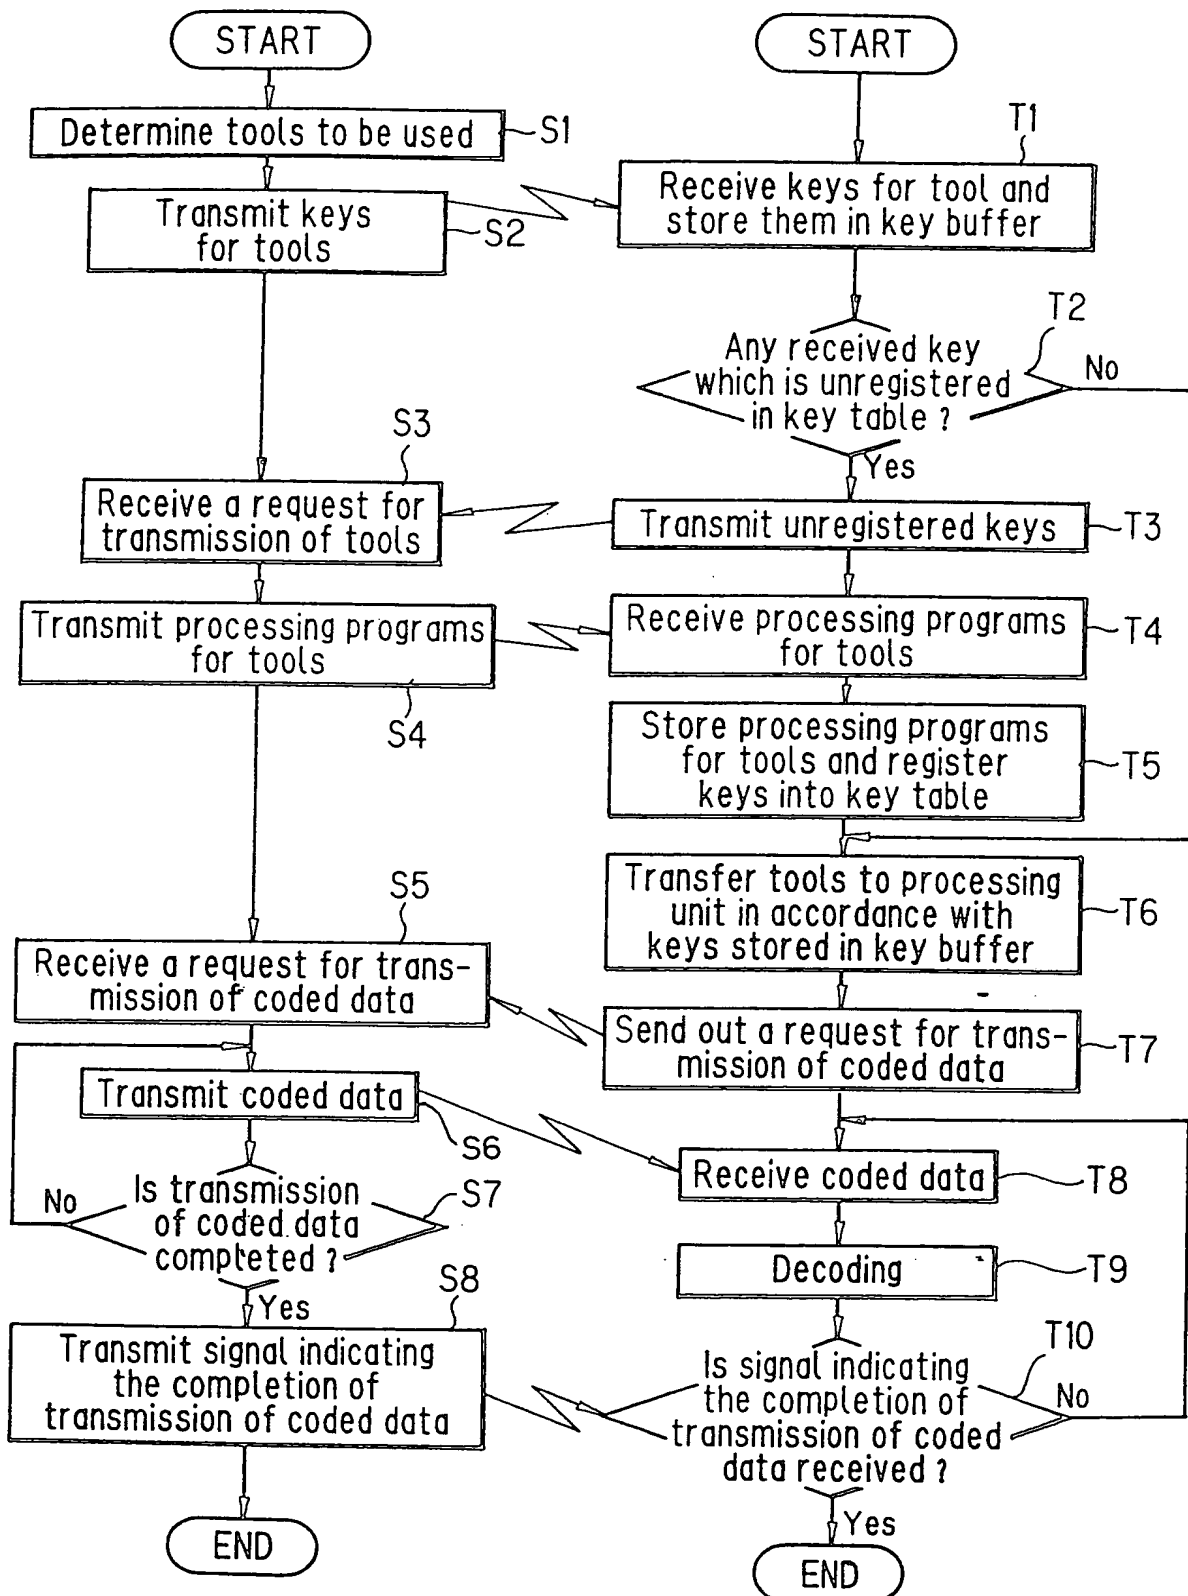 START
Determine tools to be used
S1
Transmit keys
for tools
S2
S3
Receive a request for
transmission of tools
Transmit processing programs
for tools
S4
S5
Receive a request for trans-
mission of coded data
Transmit coded data
S6
Is transmission
of coded data
completed ?
S7
No
Yes
S8
Transmit signal indicating
the completion of
transmission of coded data
END
START
T1
Receive keys for tool and
store them in key buffer
T2
Any received key
which is unregistered
in key table ?
No
Yes
Transmit unregistered keys
T3
Receive processing programs
for tools
T4
Store processing programs
for tools and register
keys into key table
T5
Transfer tools to processing
unit in accordance with
keys stored in key buffer
T6
Send out a request for trans-
mission of coded data
T7
Receive coded data
T8
Decoding
T9
T10
Is signal indicating
the completion of
transmission of coded
data received ?
No
Yes
END